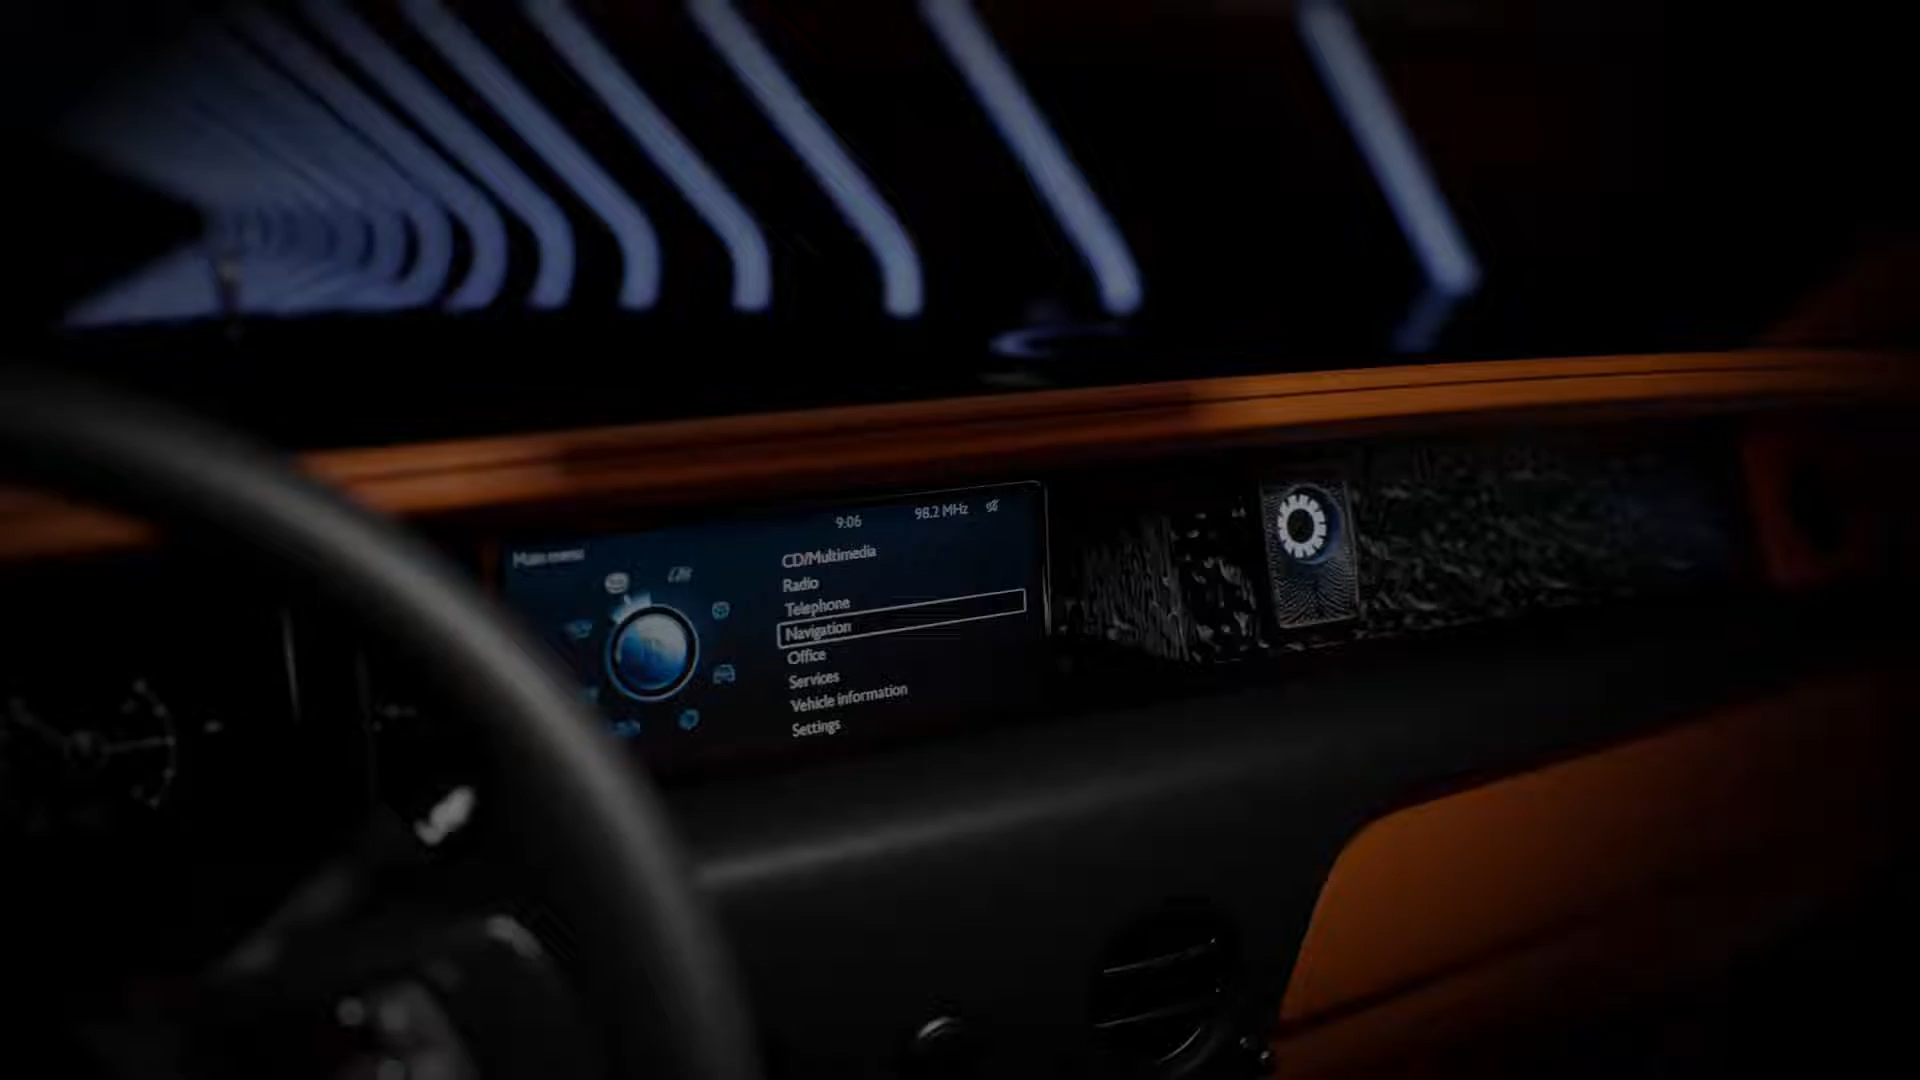 9:06
98.2 MHz
Main menu
CD/Multimedia
Radio
Telephone
Navigation
Office
Services
Vehicle information
Settings